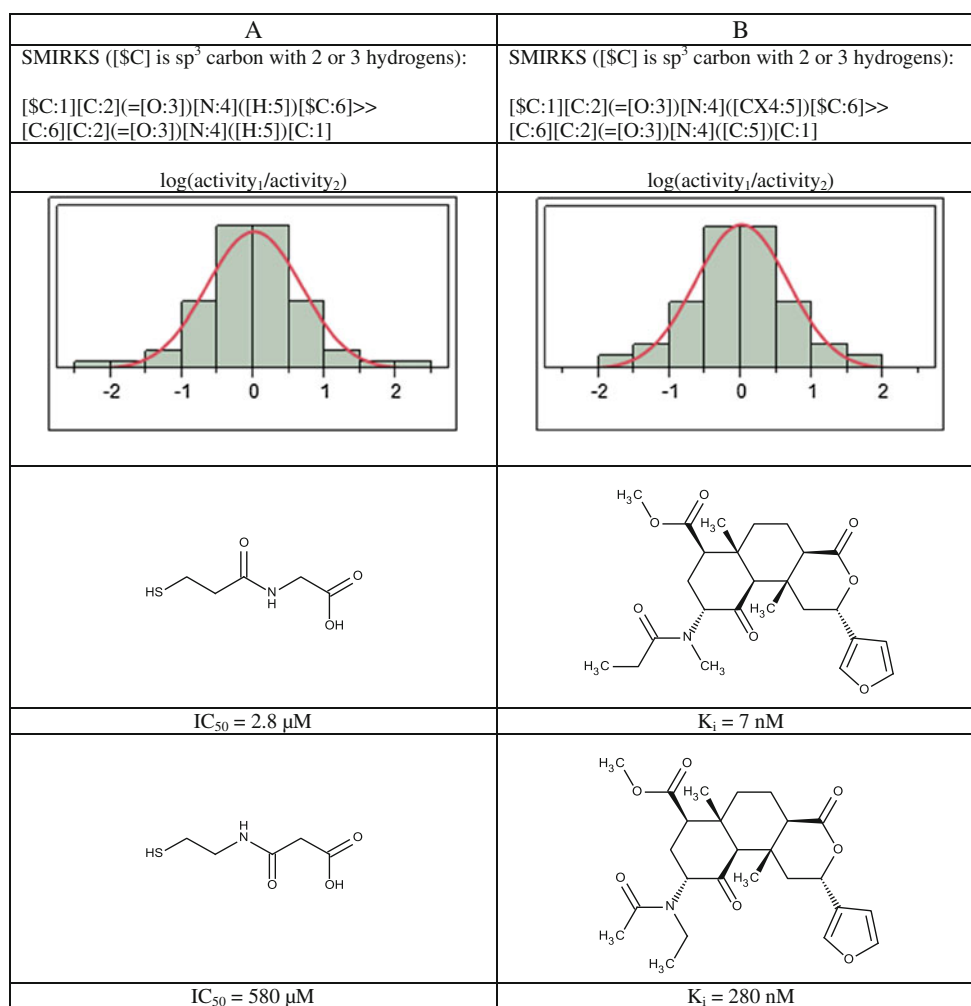 A
B
SMIRKS ([$C] is sp³ carbon with 2 or 3 hydrogens):
[$C:1][C:2](=[O:3])[N:4]([H:5])[$C:6]>>
[C:6][C:2](=[O:3])[N:4]([H:5])[C:1]
SMIRKS ([$C] is sp³ carbon with 2 or 3 hydrogens):
[$C:1][C:2](=[O:3])[N:4]([CX4:5])[$C:6]>>
[C:6][C:2](=[O:3])[N:4]([C:5])[C:1]
log(activity₁/activity₂)
log(activity₁/activity₂)
-2 -1 0 1 2
-2 -1 0 1 2
O
HS
N
H
O
OH
H₃C
O
O
H₃C
O
O
H₃C
O
N
O
H₃C
CH₃
O
IC₅₀ = 2.8 µM
Kᵢ = 7 nM
H
N
HS
O
O
OH
H₃C
O
O
H₃C
O
O
H₃C
O
N
O
CH₃
H₃C
O
IC₅₀ = 580 µM
Kᵢ = 280 nM